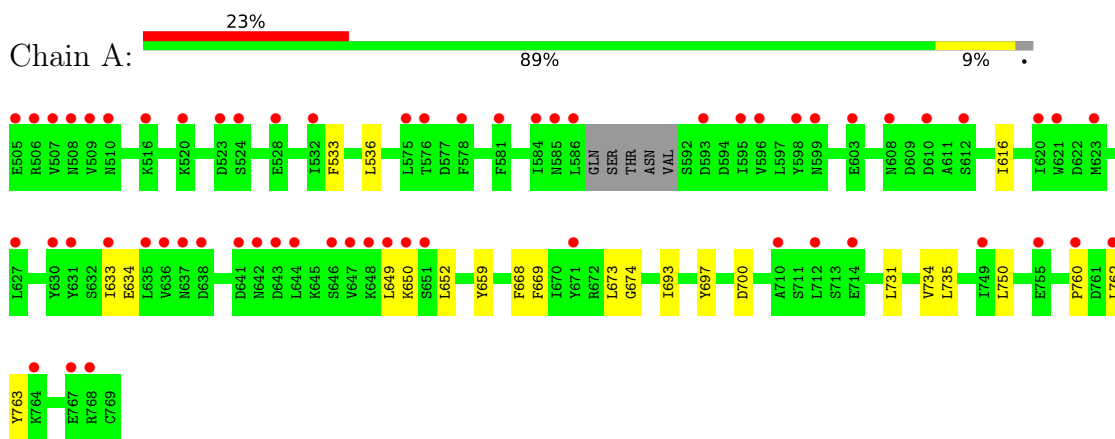 23%
Chain A:
89% 9% •
E505 R506 V507 N508 V509 N510 K516 K520 D523 S524 E528 I532 F533 L536 L575 T576 D577 F578 F581 I584 N585 L586 GLN SER THR ASN VAL S592 D593 D594 I595 V596 L597 Y598 N599 E603 N608 D609 D610 A611 S612 I616 I620 W621 D622 M623
L627 Y630 Y631 S632 I633 E634 L635 V636 N637 D638 D641 N642 D643 L644 K645 S646 V647 K648 L649 K650 S651 L652 Y659 F668 F669 I670 Y671 R672 L673 G674 I693 Y697 D700 A710 S711 L712 S713 E714 L731 V734 L735 I749 L750 E755 P760 D761 L762
Y763 K764 E767 R768 C769